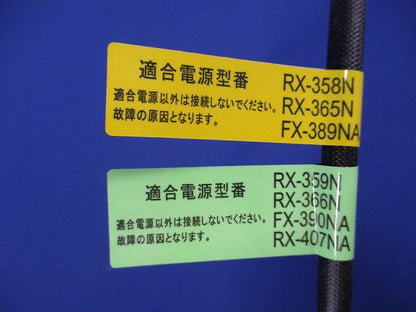 適合電源型番
適合電源以外は接続しないでください。
故障の原因となります。
RX-358N
RX-365N
FX-389NA
適合電源型番
適合電源以外は接続しないでください。
故障の原因となります。
RX-359N
RX-366N
FX-390NA
RX-407NA